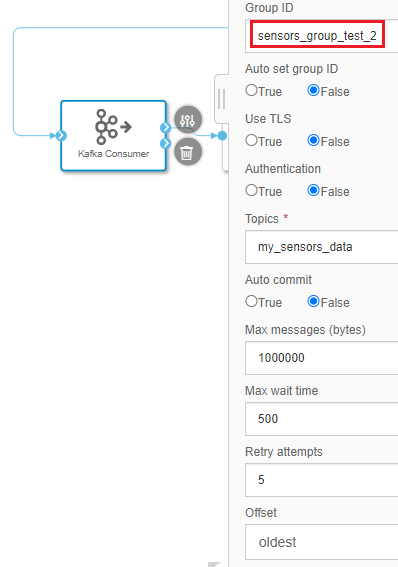 Group ID
sensors_group_test_2
Auto set group ID
True False
Use TLS
True False
Authentication
True False
Topics *
my_sensors_data
Auto commit
True False
Max messages (bytes)
1000000
Max wait time
500
Retry attempts
5
Offset
oldest
Kafka Consumer